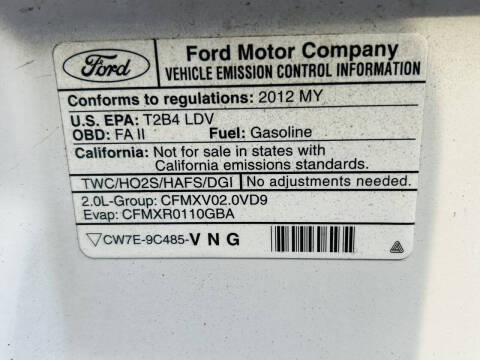 Ford
Ford Motor Company
VEHICLE EMISSION CONTROL INFORMATION
Conforms to regulations: 2012 MY
U.S. EPA: T2B4 LDV
OBD: FA II Fuel: Gasoline
California: Not for sale in states with
California emissions standards.
TWC/HO2S/HAFS/DGI No adjustments needed.
2.0L-Group: CFMXV02.0VD9
Evap: CFMXR0110GBA
CW7E-9C485-V N G